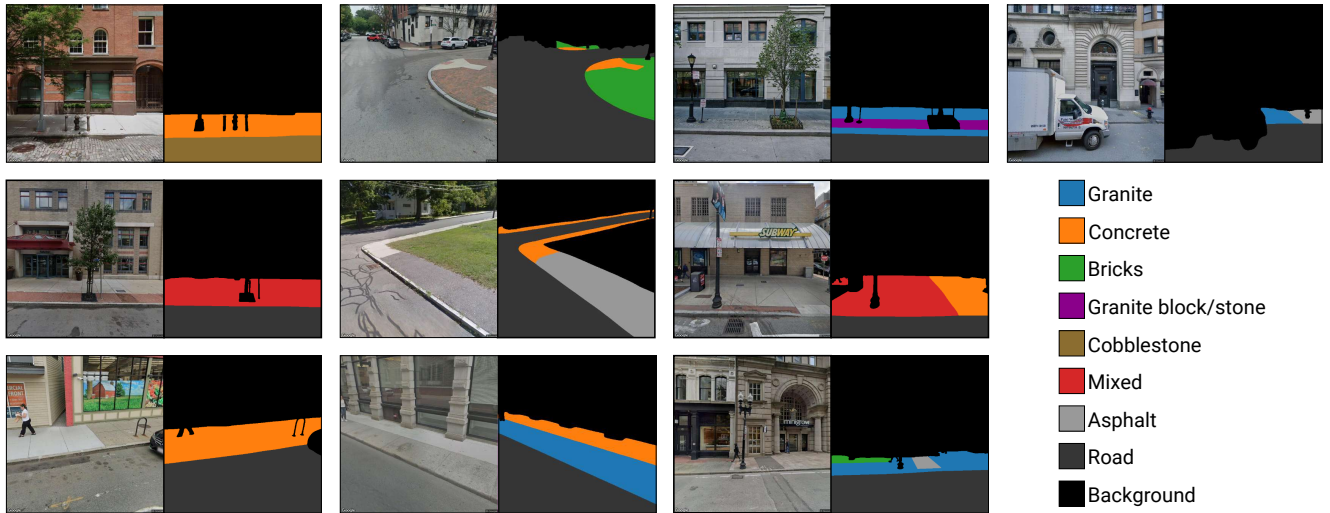 SUBWAY
Granite
Concrete
Bricks
Granite block/stone
Cobblestone
Mixed
Asphalt
Road
Background